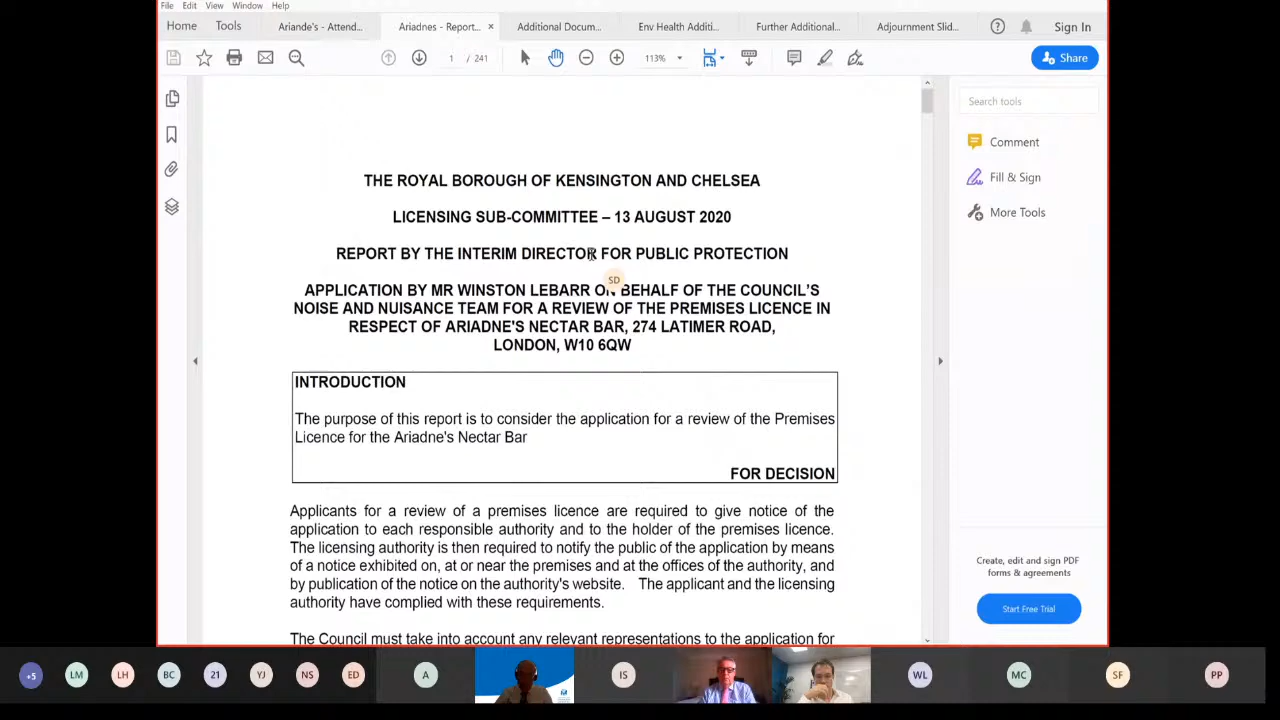 File Edit View Window Help
Home Tools Ariande's - Attend... Ariadnes - Report... × Additional Docum... Env Health Additi... Further Additional... Adjournment Slid... Sign In
1 / 241 113% Share
Search tools
Comment
Fill & Sign
More Tools
THE ROYAL BOROUGH OF KENSINGTON AND CHELSEA
LICENSING SUB-COMMITTEE – 13 AUGUST 2020
REPORT BY THE INTERIM DIRECTOR FOR PUBLIC PROTECTION
SD
APPLICATION BY MR WINSTON LEBARR ON BEHALF OF THE COUNCIL'S
NOISE AND NUISANCE TEAM FOR A REVIEW OF THE PREMISES LICENCE IN
RESPECT OF ARIADNE'S NECTAR BAR, 274 LATIMER ROAD,
LONDON, W10 6QW
INTRODUCTION
The purpose of this report is to consider the application for a review of the Premises
Licence for the Ariadne's Nectar Bar
FOR DECISION
Applicants for a review of a premises licence are required to give notice of the
application to each responsible authority and to the holder of the premises licence.
The licensing authority is then required to notify the public of the application by means
of a notice exhibited on, at or near the premises and at the offices of the authority, and
by publication of the notice on the authority's website. The applicant and the licensing
authority have complied with these requirements.
The Council must take into account any relevant representations to the application for
Create, edit and sign PDF
forms & agreements
Start Free Trial
+5 LM LH BC 21 YJ NS ED A IS WL MC SF PP